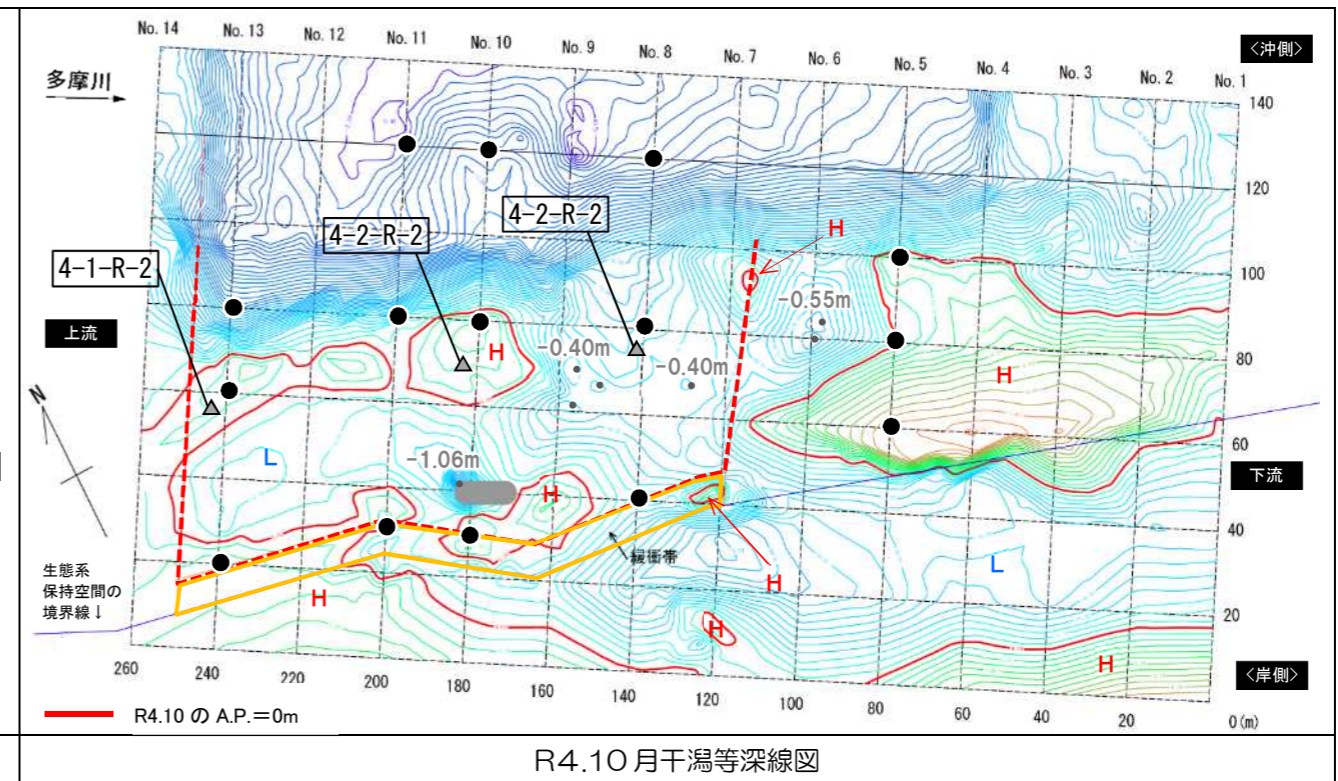 No. 14 No. 13 No. 12 No. 11 No. 10 No. 9 No. 8 No. 7 No. 6 No. 5 No. 4 No. 3 No. 2 No. 1
〈沖側〉
多摩川
140
120
4-2-R-2
4-2-R-2
H
4-1-R-2
100
-0.55m
上流
H
-0.40m
-0.40m
80
H
N
60
L
-1.06m
下流
H
40
緩衝帯
L
生態系
保持空間の
境界線↓
H
H
20
H
H
〈岸側〉
260 240 220 200 180 160 140 120 100 80 60 40 20 0(m)
R4.10 の A.P.=0m
R4.10月干潟等深線図